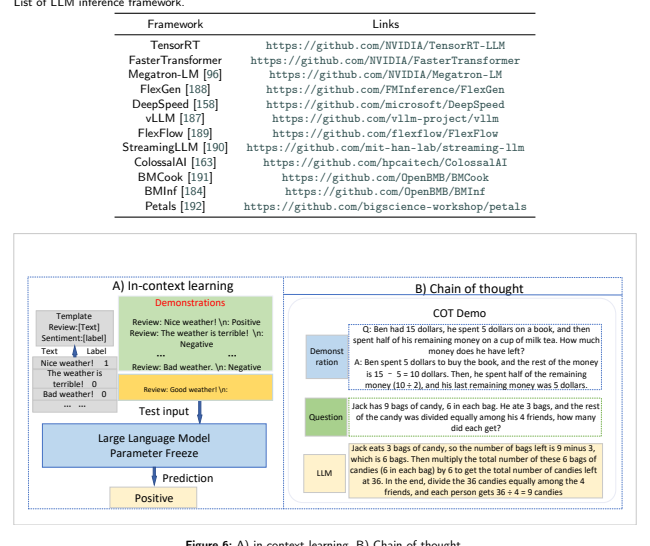 List of LLM inference framework.
Framework Links
TensorRT https://github.com/NVIDIA/TensorRT-LLM
FasterTransformer https://github.com/NVIDIA/FasterTransformer
Megatron-LM [96] https://github.com/NVIDIA/Megatron-LM
FlexGen [188] https://github.com/FMInference/FlexGen
DeepSpeed [158] https://github.com/microsoft/DeepSpeed
vLLM [187] https://github.com/vllm-project/vllm
FlexFlow [189] https://github.com/flexflow/FlexFlow
StreamingLLM [190] https://github.com/mit-han-lab/streaming-llm
ColossalAI [163] https://github.com/hpcaitech/ColossalAI
BMCook [191] https://github.com/OpenBMB/BMCook
BMInf [184] https://github.com/OpenBMB/BMInf
Petals [192] https://github.com/bigscience-workshop/petals
A) In-context learning
Template
Review:[Text]
Sentiment:[label]
Text Label
Nice weather! 1
The weather is
terrible! 0
Bad weather! 0
... ...
Demonstrations
Review: Nice weather! \n: Positive
Review: The weather is terrible! \n:
Negative
... ...
Review: Bad weather. \n: Negative
Review: Good weather! \n:
Test input
Large Language Model
Parameter Freeze
Prediction
Positive
B) Chain of thought
COT Demo
Demonst
ration
Q: Ben had 15 dollars, he spent 5 dollars on a book, and then
spent half of his remaining money on a cup of milk tea. How much
money does he have left?
A: Ben spent 5 dollars to buy the book, and the rest of the money
is 15 - 5 = 10 dollars. Then, he spent half of the remaining
money (10 ÷ 2), and his last remaining money was 5 dollars.
Question
Jack has 9 bags of candy, 6 in each bag. He ate 3 bags, and the rest
of the candy was divided equally among his 4 friends, how many
did each get?
LLM
Jack eats 3 bags of candy, so the number of bags left is 9 minus 3,
which is 6 bags. Then multiply the total number of these 6 bags of
candies (6 in each bag) by 6 to get the total number of candies left
at 36. In the end, divide the 36 candies equally among the 4
friends, and each person gets 36 ÷ 4 = 9 candies
Figure 6: A) in-context learning, B) Chain of thought.